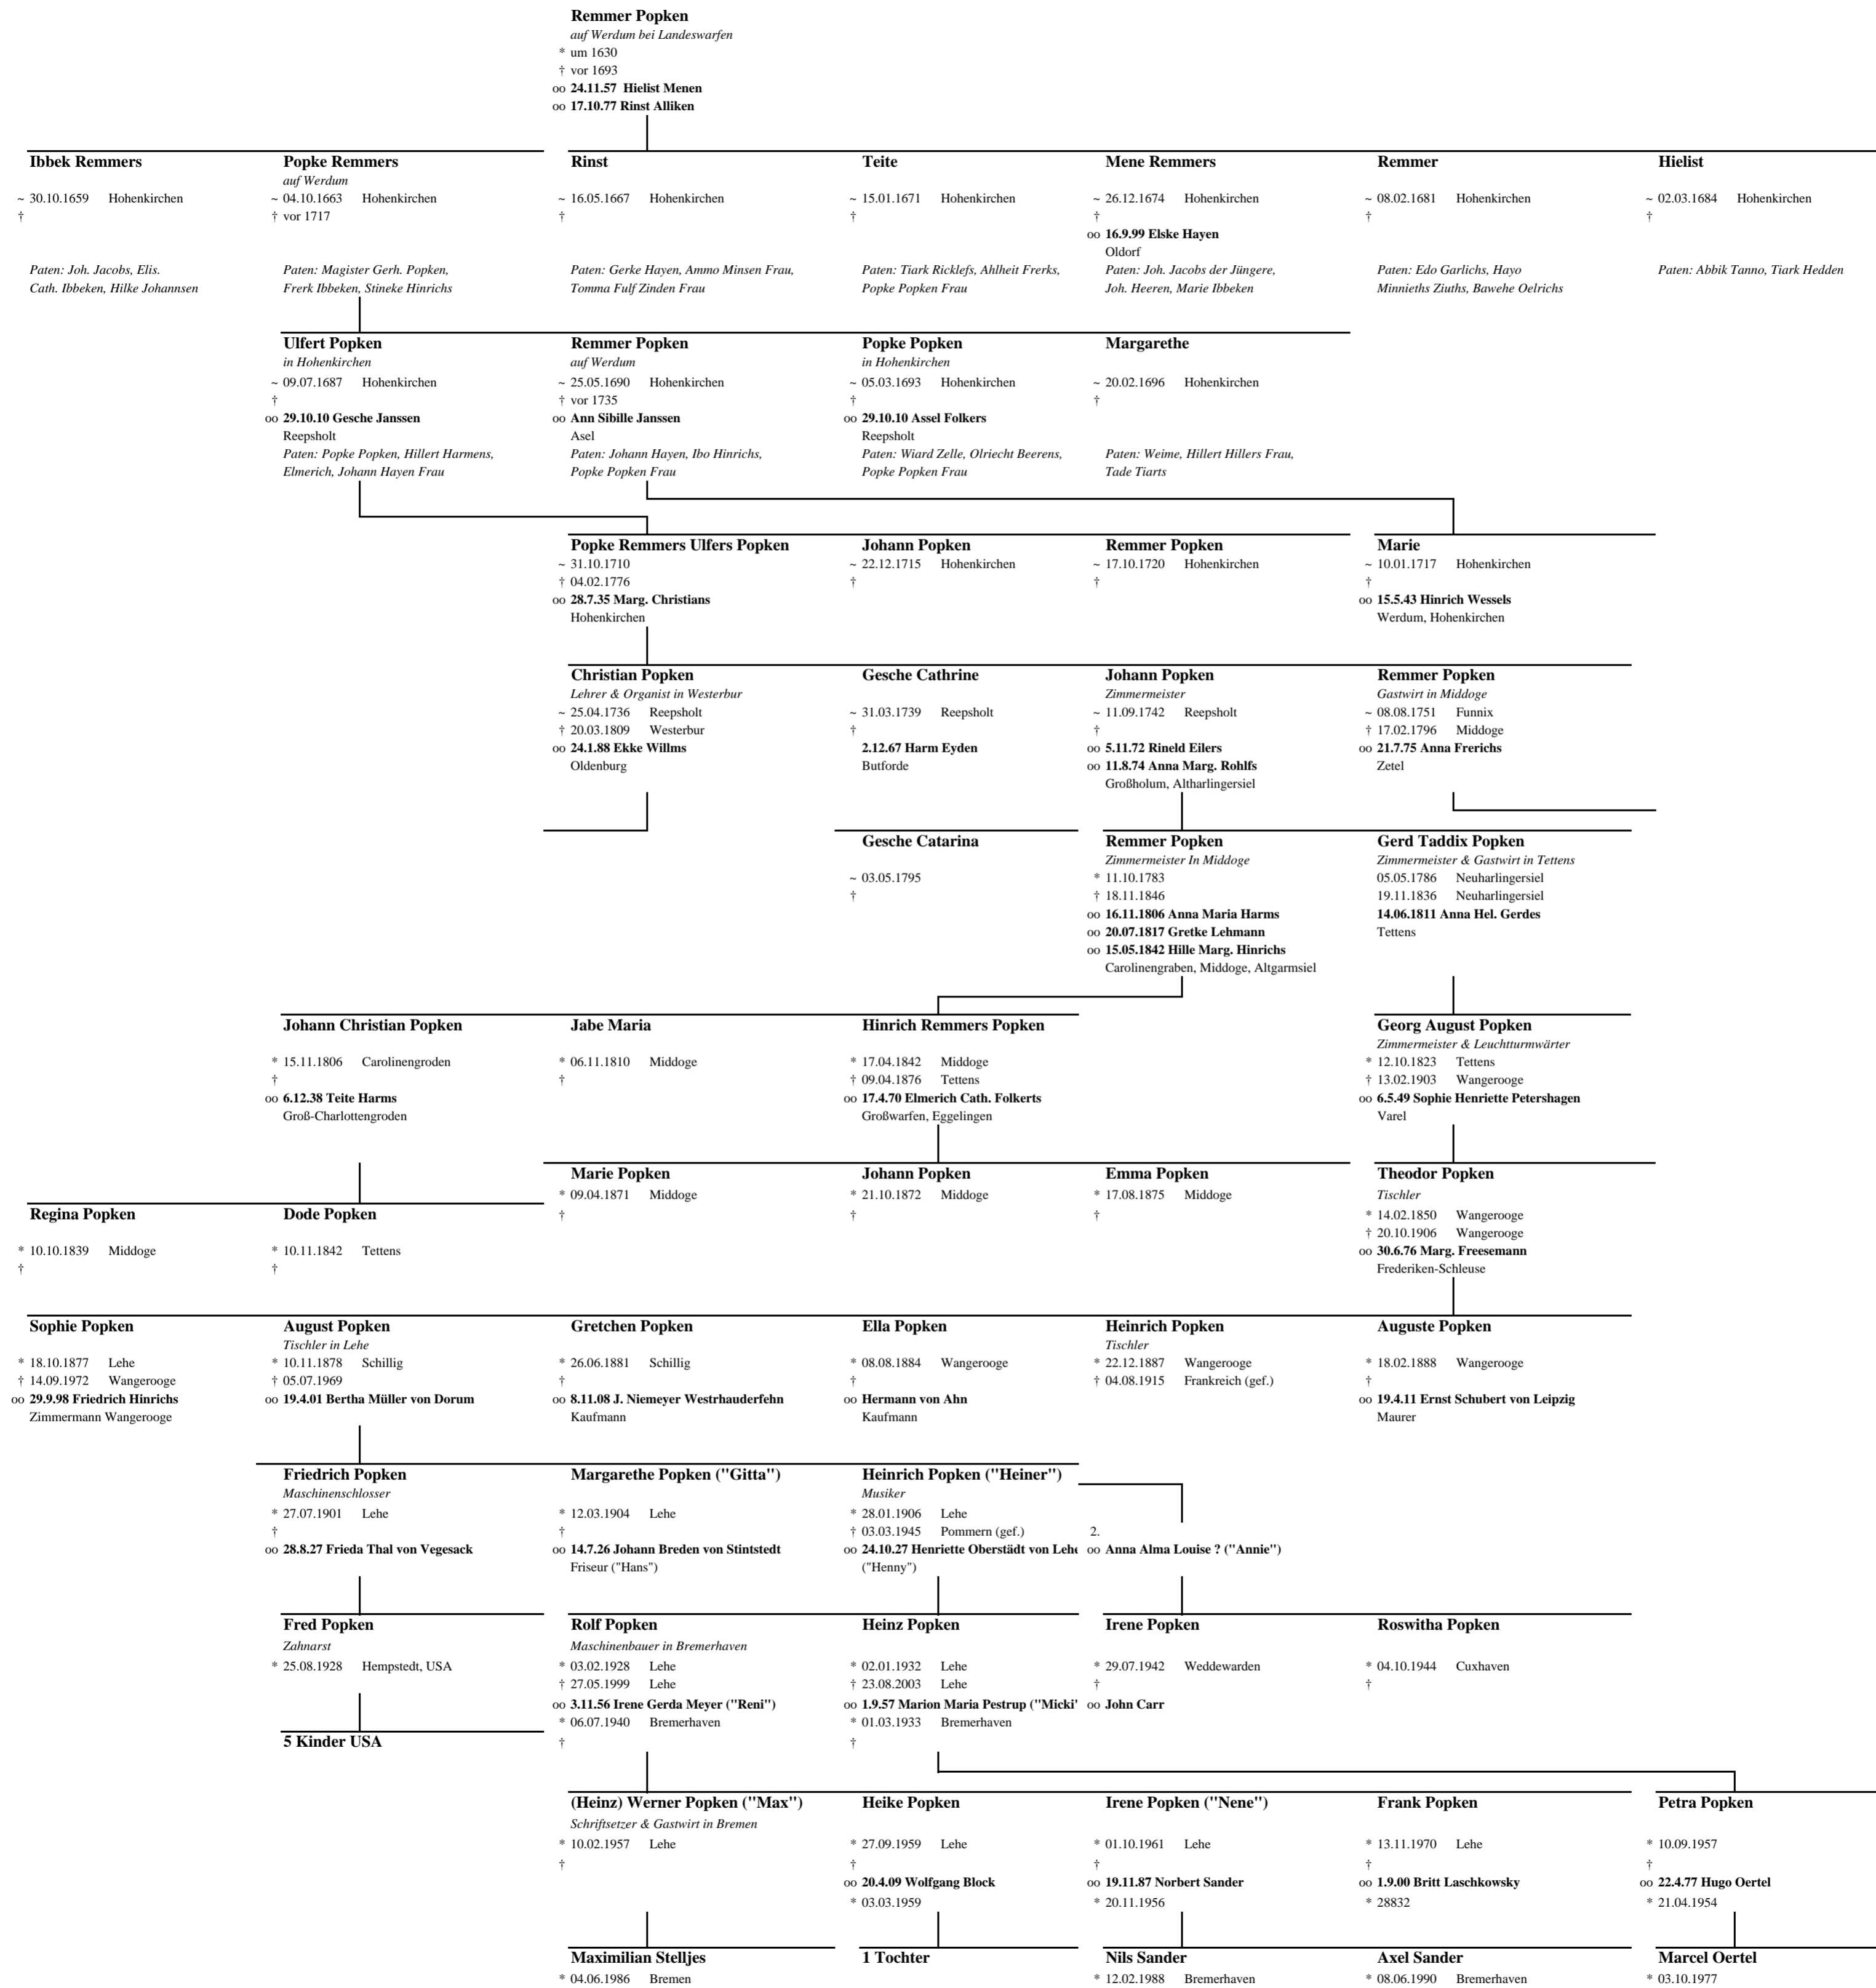 Remmer Popken
auf Werdum bei Landeswarfen
* um 1630
† vor 1693
oo 24.11.57 Hielist Menen
oo 17.10.77 Rinst Alliken
Ibbek Remmers
~ 30.10.1659 Hohenkirchen
†
Paten: Joh. Jacobs, Elis.
Cath. Ibbeken, Hilke Johannsen
Popke Remmers
auf Werdum
~ 04.10.1663 Hohenkirchen
† vor 1717
Paten: Magister Gerh. Popken,
Frerk Ibbeken, Stineke Hinrichs
Rinst
~ 16.05.1667 Hohenkirchen
†
Paten: Gerke Hayen, Ammo Minsen Frau,
Tomma Fulf Zinden Frau
Teite
~ 15.01.1671 Hohenkirchen
†
Paten: Tiark Ricklefs, Ahlheit Frerks,
Popke Popken Frau
Mene Remmers
~ 26.12.1674 Hohenkirchen
†
oo 16.9.99 Elske Hayen
Oldorf
Paten: Joh. Jacobs der Jüngere,
Joh. Heeren, Marie Ibbeken
Remmer
~ 08.02.1681 Hohenkirchen
†
Paten: Edo Garlichs, Hayo
Minnieths Ziuths, Bawehe Oelrichs
Hielist
~ 02.03.1684 Hohenkirchen
†
Paten: Abbik Tanno, Tiark Hedden
Ulfert Popken
in Hohenkirchen
~ 09.07.1687 Hohenkirchen
†
oo 29.10.10 Gesche Janssen
Reepsholt
Paten: Popke Popken, Hillert Harmens,
Elmerich, Johann Hayen Frau
Remmer Popken
auf Werdum
~ 25.05.1690 Hohenkirchen
† vor 1735
oo Ann Sibille Janssen
Asel
Paten: Johann Hayen, Ibo Hinrichs,
Popke Popken Frau
Popke Popken
in Hohenkirchen
~ 05.03.1693 Hohenkirchen
†
oo 29.10.10 Assel Folkers
Reepsholt
Paten: Wiard Zelle, Olriecht Beerens,
Popke Popken Frau
Margarethe
~ 20.02.1696 Hohenkirchen
†
Paten: Weime, Hillert Hillers Frau,
Tade Tiarts
Popke Remmers Ulfers Popken
~ 31.10.1710
† 04.02.1776
oo 28.7.35 Marg. Christians
Hohenkirchen
Johann Popken
~ 22.12.1715 Hohenkirchen
†
Remmer Popken
~ 17.10.1720 Hohenkirchen
†
Marie
~ 10.01.1717 Hohenkirchen
†
oo 15.5.43 Hinrich Wessels
Werdum, Hohenkirchen
Christian Popken
Lehrer & Organist in Westerbur
~ 25.04.1736 Reepsholt
† 20.03.1809 Westerbur
oo 24.1.88 Ekke Willms
Oldenburg
Gesche Cathrine
~ 31.03.1739 Reepsholt
†
2.12.67 Harm Eyden
Butforde
Johann Popken
Zimmermeister
~ 11.09.1742 Reepsholt
†
oo 5.11.72 Rineld Eilers
oo 11.8.74 Anna Marg. Rohlfs
Großholum, Altharlingersiel
Remmer Popken
Gastwirt in Middoge
~ 08.08.1751 Funnix
† 17.02.1796 Middoge
oo 21.7.75 Anna Frerichs
Zetel
Gesche Catarina
~ 03.05.1795
†
Remmer Popken
Zimmermeister In Middoge
* 11.10.1783
† 18.11.1846
oo 16.11.1806 Anna Maria Harms
oo 20.07.1817 Gretke Lehmann
oo 15.05.1842 Hille Marg. Hinrichs
Carolinengraben, Middoge, Altgarmsiel
Gerd Taddix Popken
Zimmermeister & Gastwirt in Tettens
05.05.1786 Neuharlingersiel
19.11.1836 Neuharlingersiel
14.06.1811 Anna Hel. Gerdes
Tettens
Johann Christian Popken
* 15.11.1806 Carolinengroden
†
oo 6.12.38 Teite Harms
Groß-Charlottengroden
Jabe Maria
* 06.11.1810 Middoge
†
Hinrich Remmers Popken
* 17.04.1842 Middoge
† 09.04.1876 Tettens
oo 17.4.70 Elmerich Cath. Folkerts
Großwarfen, Eggelingen
Georg August Popken
Zimmermeister & Leuchtturmwärter
* 12.10.1823 Tettens
† 13.02.1903 Wangerooge
oo 6.5.49 Sophie Henriette Petershagen
Varel
Marie Popken
* 09.04.1871 Middoge
†
Johann Popken
* 21.10.1872 Middoge
†
Emma Popken
* 17.08.1875 Middoge
†
Theodor Popken
Tischler
* 14.02.1850 Wangerooge
† 20.10.1906 Wangerooge
oo 30.6.76 Marg. Freesemann
Frederiken-Schleuse
Regina Popken
* 10.10.1839 Middoge
†
Dode Popken
* 10.11.1842 Tettens
†
Sophie Popken
* 18.10.1877 Lehe
† 14.09.1972 Wangerooge
oo 29.9.98 Friedrich Hinrichs
Zimmermann Wangerooge
August Popken
Tischler in Lehe
* 10.11.1878 Schillig
† 05.07.1969
oo 19.4.01 Bertha Müller von Dorum
Gretchen Popken
* 26.06.1881 Schillig
†
oo 8.11.08 J. Niemeyer Westrhauderfehn
Kaufmann
Ella Popken
* 08.08.1884 Wangerooge
†
oo Hermann von Ahn
Kaufmann
Heinrich Popken
Tischler
* 22.12.1887 Wangerooge
† 04.08.1915 Frankreich (gef.)
Auguste Popken
* 18.02.1888 Wangerooge
†
oo 19.4.11 Ernst Schubert von Leipzig
Maurer
Friedrich Popken
Maschinenschlosser
* 27.07.1901 Lehe
†
oo 28.8.27 Frieda Thal von Vegesack
Margarethe Popken ("Gitta")
* 12.03.1904 Lehe
†
oo 14.7.26 Johann Breden von Stintstedt
Friseur ("Hans")
Heinrich Popken ("Heiner")
Musiker
* 28.01.1906 Lehe
† 03.03.1945 Pommern (gef.)
oo 24.10.27 Henriette Oberstädt von Lehe
("Henny")
2.
oo Anna Alma Louise ? ("Annie")
Fred Popken
Zahnarst
* 25.08.1928 Hempstedt, USA
Rolf Popken
Maschinenbauer in Bremerhaven
* 03.02.1928 Lehe
† 27.05.1999 Lehe
oo 3.11.56 Irene Gerda Meyer ("Reni")
* 06.07.1940 Bremerhaven
†
Heinz Popken
* 02.01.1932 Lehe
† 23.08.2003 Lehe
oo 1.9.57 Marion Maria Pestrup ("Micki"
* 01.03.1933 Bremerhaven
†
Irene Popken
* 29.07.1942 Weddewarden
†
oo John Carr
Roswitha Popken
* 04.10.1944 Cuxhaven
†
5 Kinder USA
(Heinz) Werner Popken ("Max")
Schriftsetzer & Gastwirt in Bremen
* 10.02.1957 Lehe
†
Heike Popken
* 27.09.1959 Lehe
†
oo 20.4.09 Wolfgang Block
* 03.03.1959
Irene Popken ("Nene")
* 01.10.1961 Lehe
†
oo 19.11.87 Norbert Sander
* 20.11.1956
Frank Popken
* 13.11.1970 Lehe
†
oo 1.9.00 Britt Laschkowsky
* 28832
Petra Popken
* 10.09.1957
†
oo 22.4.77 Hugo Oertel
* 21.04.1954
Maximilian Stelljes
* 04.06.1986 Bremen
1 Tochter
Nils Sander
* 12.02.1988 Bremerhaven
Axel Sander
* 08.06.1990 Bremerhaven
Marcel Oertel
* 03.10.1977